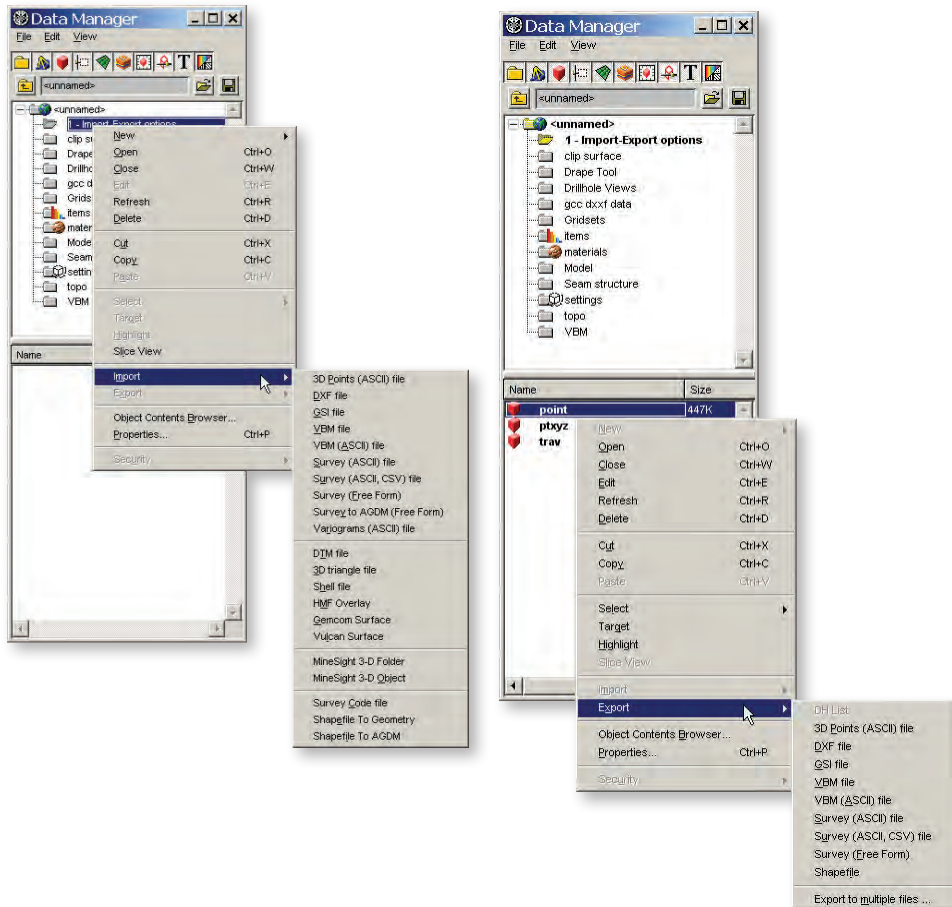 Data Manager
File Edit View
T
<unnamed>
<unnamed>
1 - Import-Export options
clip su
Drape
Drillho
gcc d
Grids
items
mater
Mode
Seam
settin
topo
VBM
Name
New
Open Ctrl+O
Close Ctrl+W
Edit Ctrl+E
Refresh Ctrl+R
Delete Ctrl+D
Cut Ctrl+X
Copy Ctrl+C
Paste Ctrl+V
Select
Target
Highlight
Slice View
Import
Export
Object Contents Browser...
Properties... Ctrl+P
Security
3D Points (ASCII) file
DXF file
GSI file
VBM file
VBM (ASCII) file
Survey (ASCII) file
Survey (ASCII, CSV) file
Survey (Free Form)
Survey to AGDM (Free Form)
Variograms (ASCII) file
DTM file
3D triangle file
Shell file
HMF Overlay
Gemcom Surface
Vulcan Surface
MineSight 3-D Folder
MineSight 3-D Object
Survey Code file
Shapefile To Geometry
Shapefile To AGDM
Data Manager
File Edit View
T
<unnamed>
<unnamed>
1 - Import-Export options
clip surface
Drape Tool
Drillhole Views
gcc dxxf data
Gridsets
items
materials
Model
Seam structure
settings
topo
VBM
Name Size
point 447K
ptxyz
trav
New
Open Ctrl+O
Close Ctrl+W
Edit Ctrl+E
Refresh Ctrl+R
Delete Ctrl+D
Cut Ctrl+X
Copy Ctrl+C
Paste Ctrl+V
Select
Target
Highlight
Slice View
Import
Export
Object Contents Browser...
Properties... Ctrl+P
Security
DH List
3D Points (ASCII) file
DXF file
GSI file
VBM file
VBM (ASCII) file
Survey (ASCII) file
Survey (ASCII, CSV) file
Survey (Free Form)
Shapefile
Export to multiple files ...